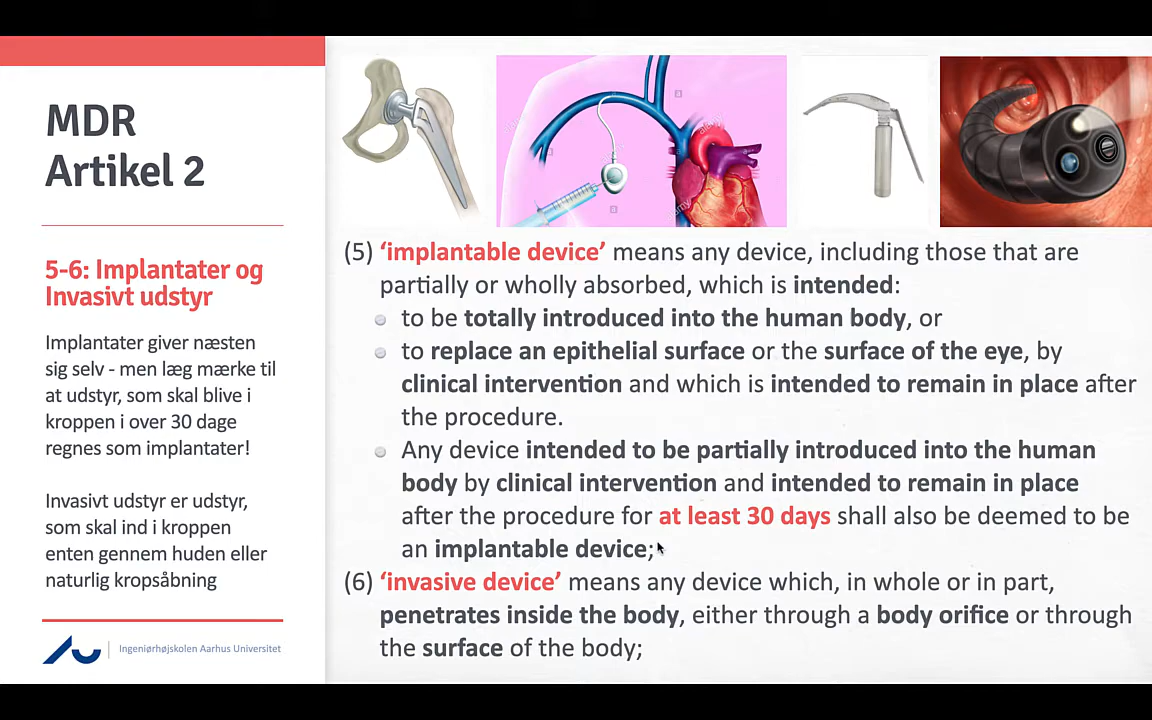 MDR
Artikel 2
5-6: Implantater og
Invasivt udstyr
Implantater giver næsten
sig selv - men læg mærke til
at udstyr, som skal blive i
kroppen i over 30 dage
regnes som implantater!
Invasivt udstyr er udstyr,
som skal ind i kroppen
enten gennem huden eller
naturlig kropsåbning
Ingeniørhøjskolen Aarhus Universitet
(5) ‘implantable device’ means any device, including those that are
partially or wholly absorbed, which is intended:
to be totally introduced into the human body, or
to replace an epithelial surface or the surface of the eye, by
clinical intervention and which is intended to remain in place after
the procedure.
Any device intended to be partially introduced into the human
body by clinical intervention and intended to remain in place
after the procedure for at least 30 days shall also be deemed to be
an implantable device;
(6) ‘invasive device’ means any device which, in whole or in part,
penetrates inside the body, either through a body orifice or through
the surface of the body;